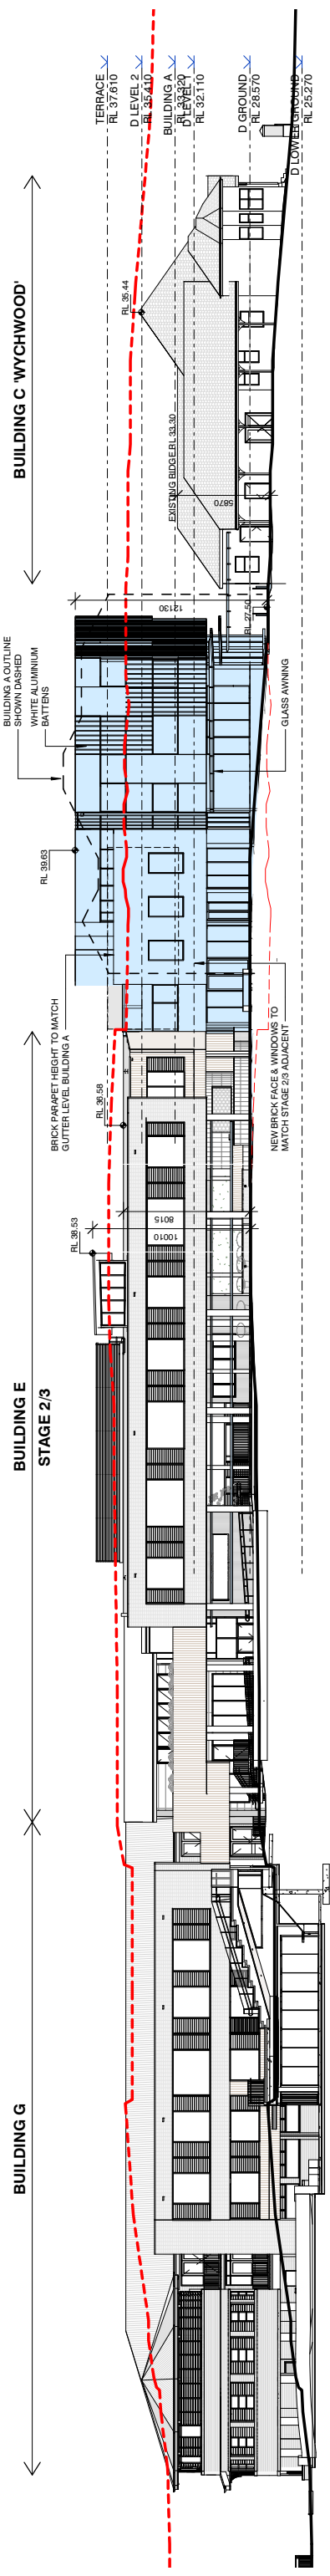 BUILDING G
BUILDING E
STAGE 2/3
BUILDING C 'WYCHWOOD'
RL 38.53
RL 36.58
10010
8015
BRICK PARAPET HEIGHT TO MATCH
GUTTER LEVEL BUILDING A
RL 39.63
BUILDING A OUTLINE
SHOWN DASHED
WHITE ALUMINIUM
BATTENS
12130
NEW BRICK FACE & WINDOWS TO
MATCH STAGE 2/3 ADJACENT
GLASS AWNING
RL 27.50
EXISTING RIDGE RL 33.30
5870
RL 35.44
TERRACE
RL 37.610
D LEVEL 2
RL 35.410
BUILDING A
RL 33.320
D LEVEL 1
RL 32.110
D GROUND
RL 28.570
D LOWER GROUND
RL 25.270